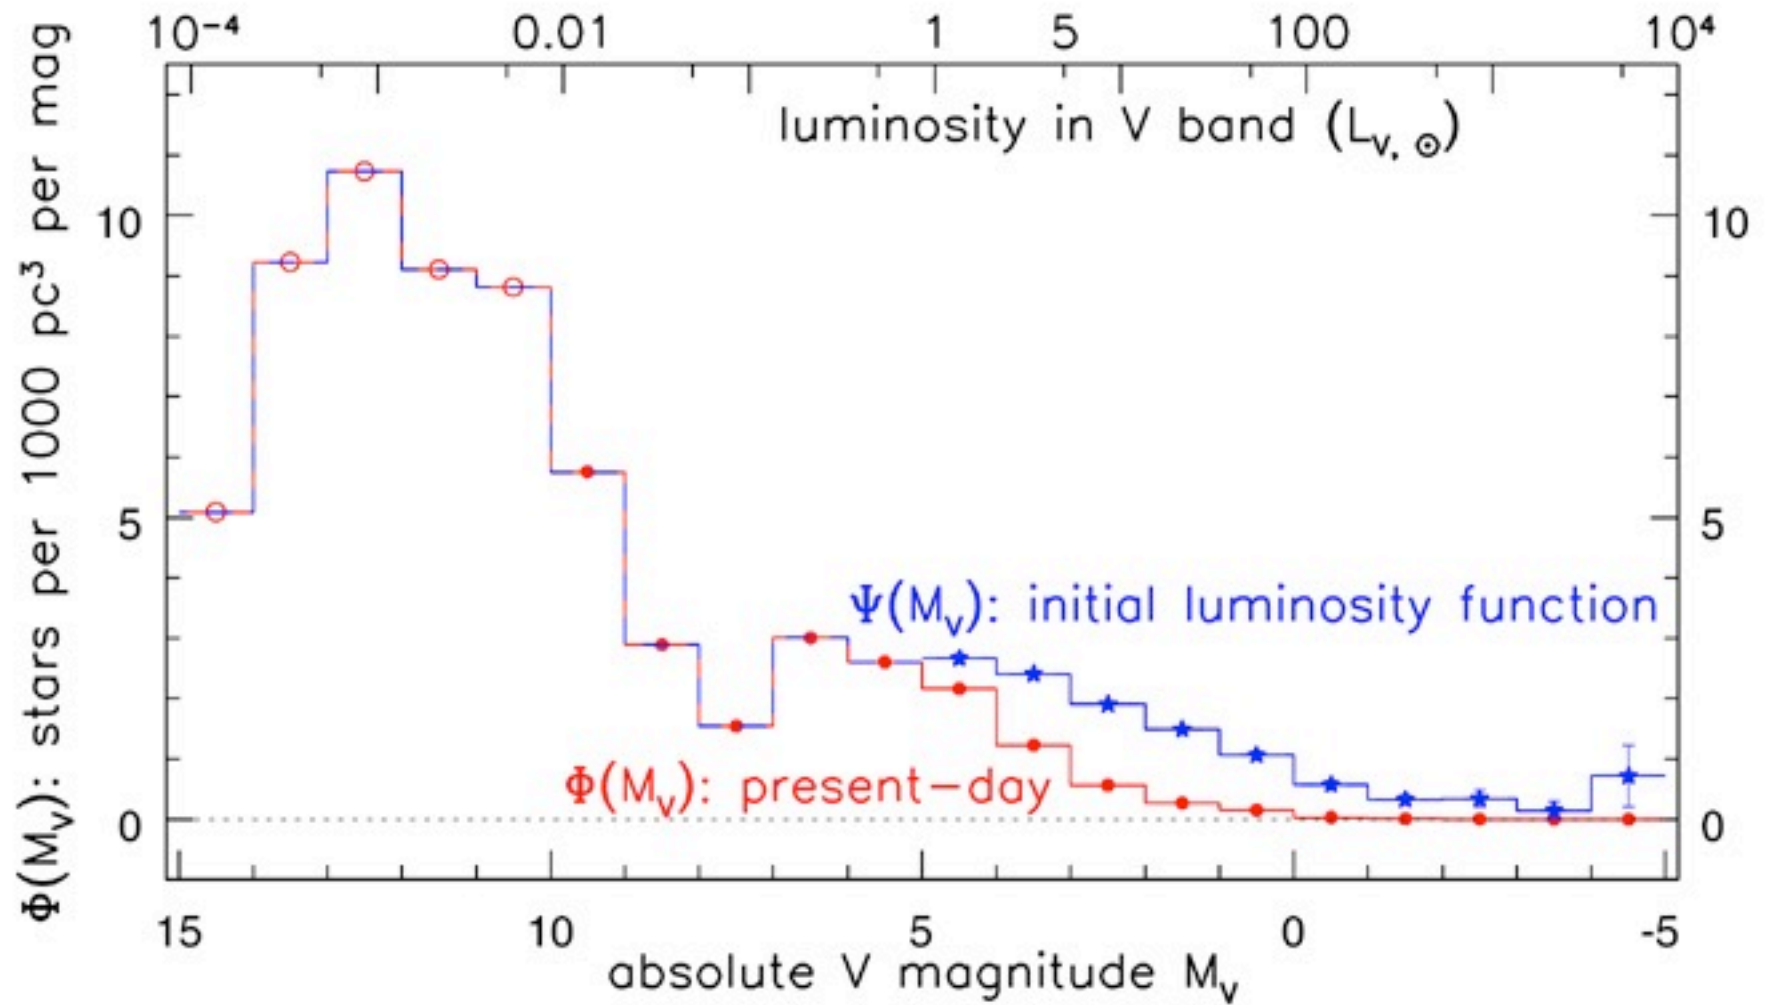 10⁻⁴ 0.01 1 5 100 10⁴
luminosity in V band (L_V, ⊙)
Φ(M_V): stars per 1000 pc³ per mag
10 10
5 5
Ψ(M_V): initial luminosity function
Φ(M_V): present-day
0 0
15 10 5 0 -5
absolute V magnitude M_V